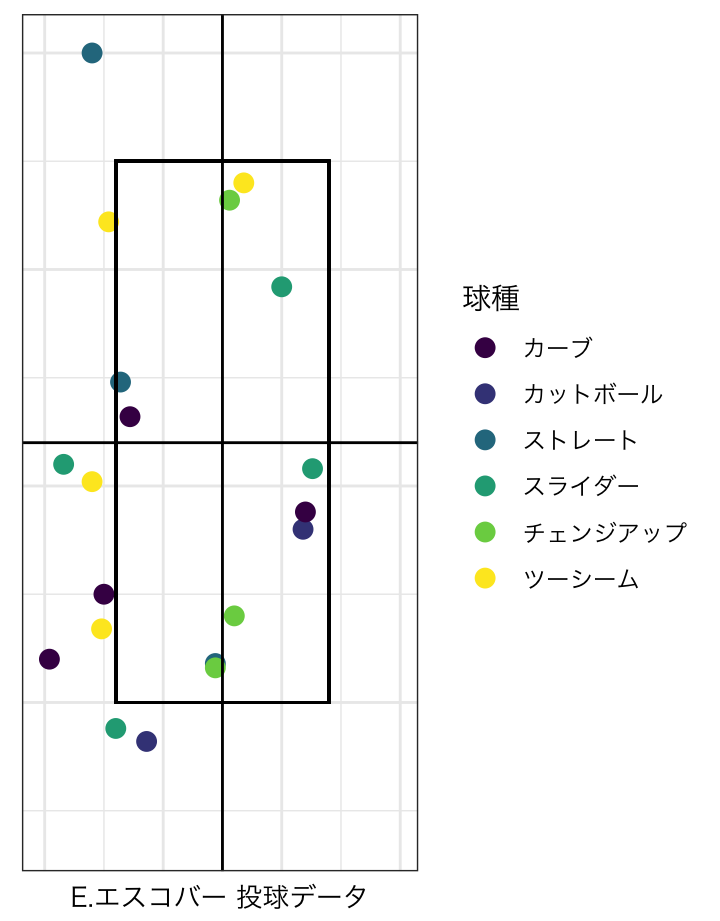 球種
カーブ
カットボール
ストレート
スライダー
チェンジアップ
ツーシーム
E.エスコバー 投球データ